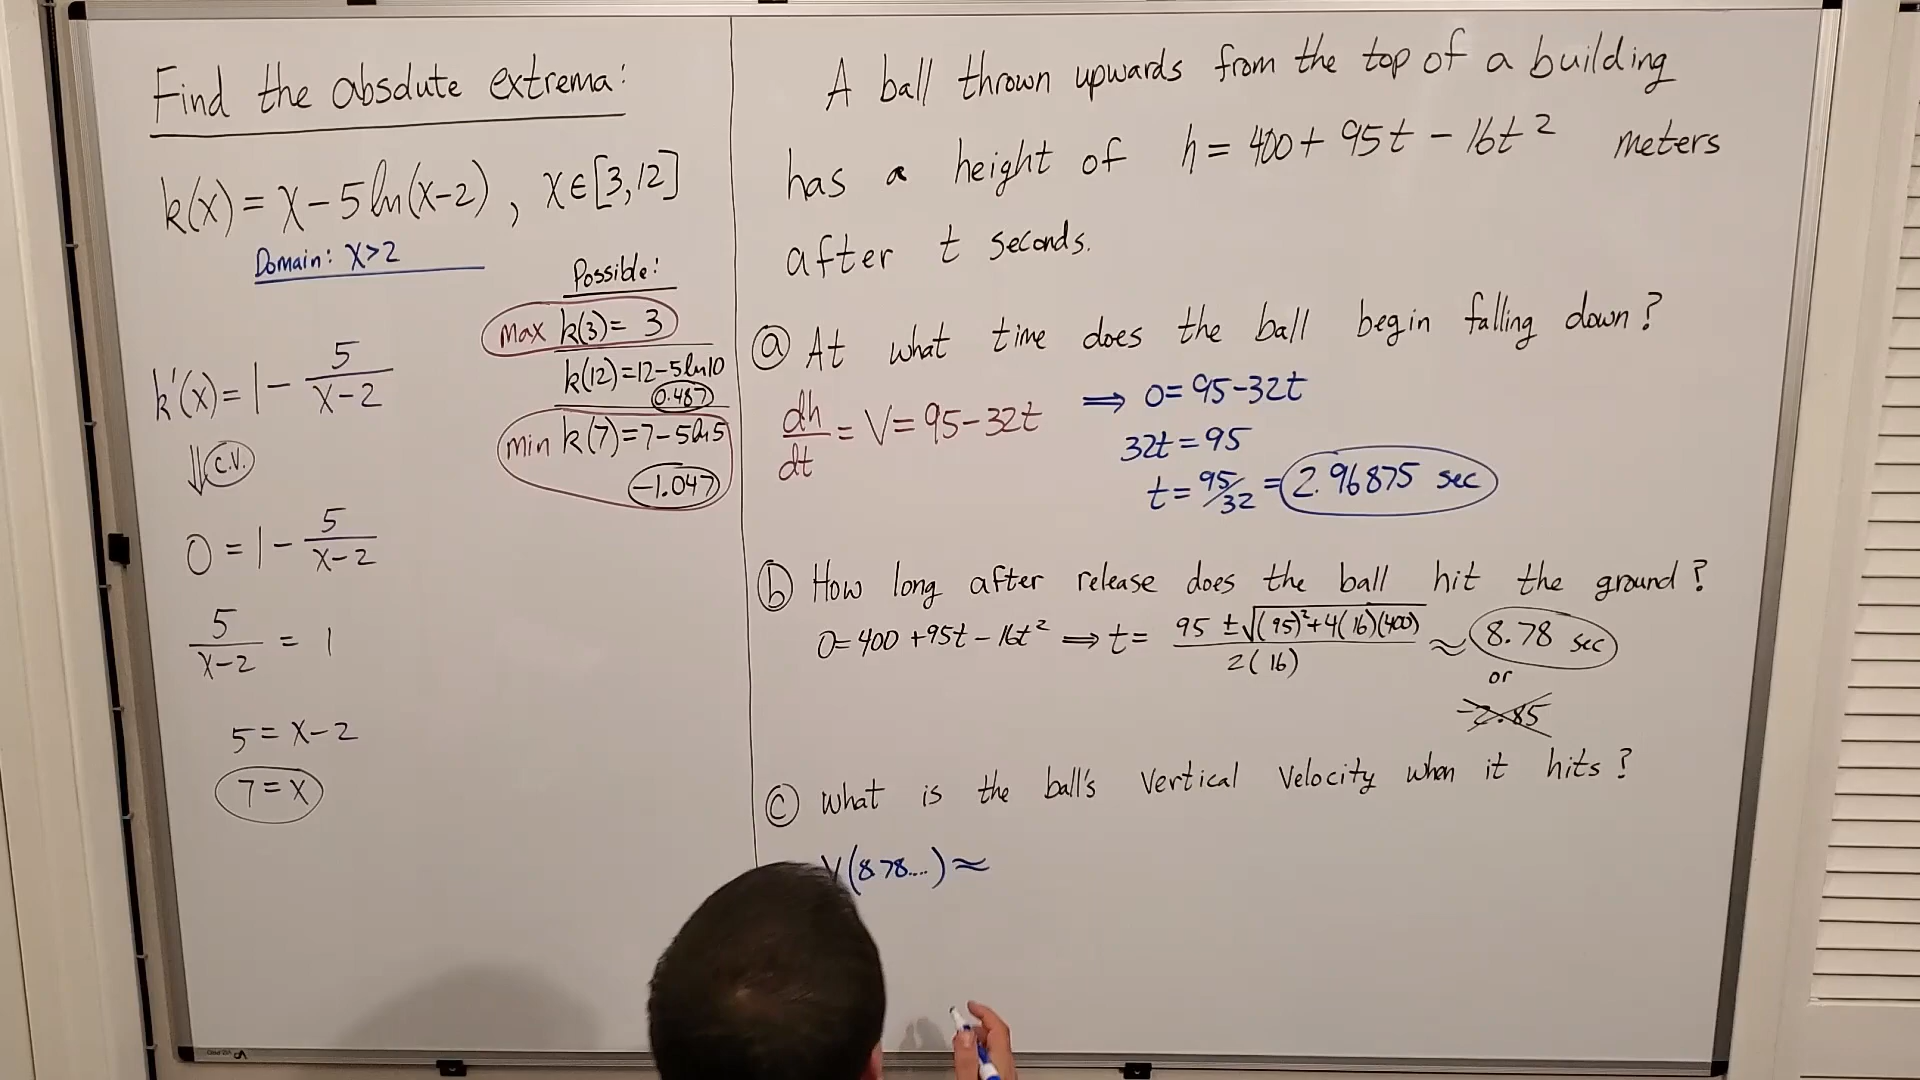 Find the absolute extrema:
k(x) = x - 5 ln(x-2) , x ∈ [3,12]
Domain: x > 2
k'(x) = 1 - 5/(x-2)
C.V.
0 = 1 - 5/(x-2)
5/(x-2) = 1
5 = x - 2
7 = x
Possible:
max k(3) = 3
k(12) = 12 - 5 ln 10
0.487
min k(7) = 7 - 5 ln 5
-1.047
A ball thrown upwards from the top of a building
has a height of h = 400 + 95t - 16t² meters
after t seconds.
ⓐ At what time does the ball begin falling down?
dh/dt = V = 95 - 32t ⟹ 0 = 95 - 32t
32t = 95
t = 95/32 = 2.96875 sec
ⓑ How long after release does the ball hit the ground?
0 = 400 + 95t - 16t² ⟹ t = (95 ± √((95)² + 4(16)(400)))/(2(16)) ≈ 8.78 sec
or
-2.85
ⓒ What is the ball's vertical velocity when it hits?
V(8.78....) ≈